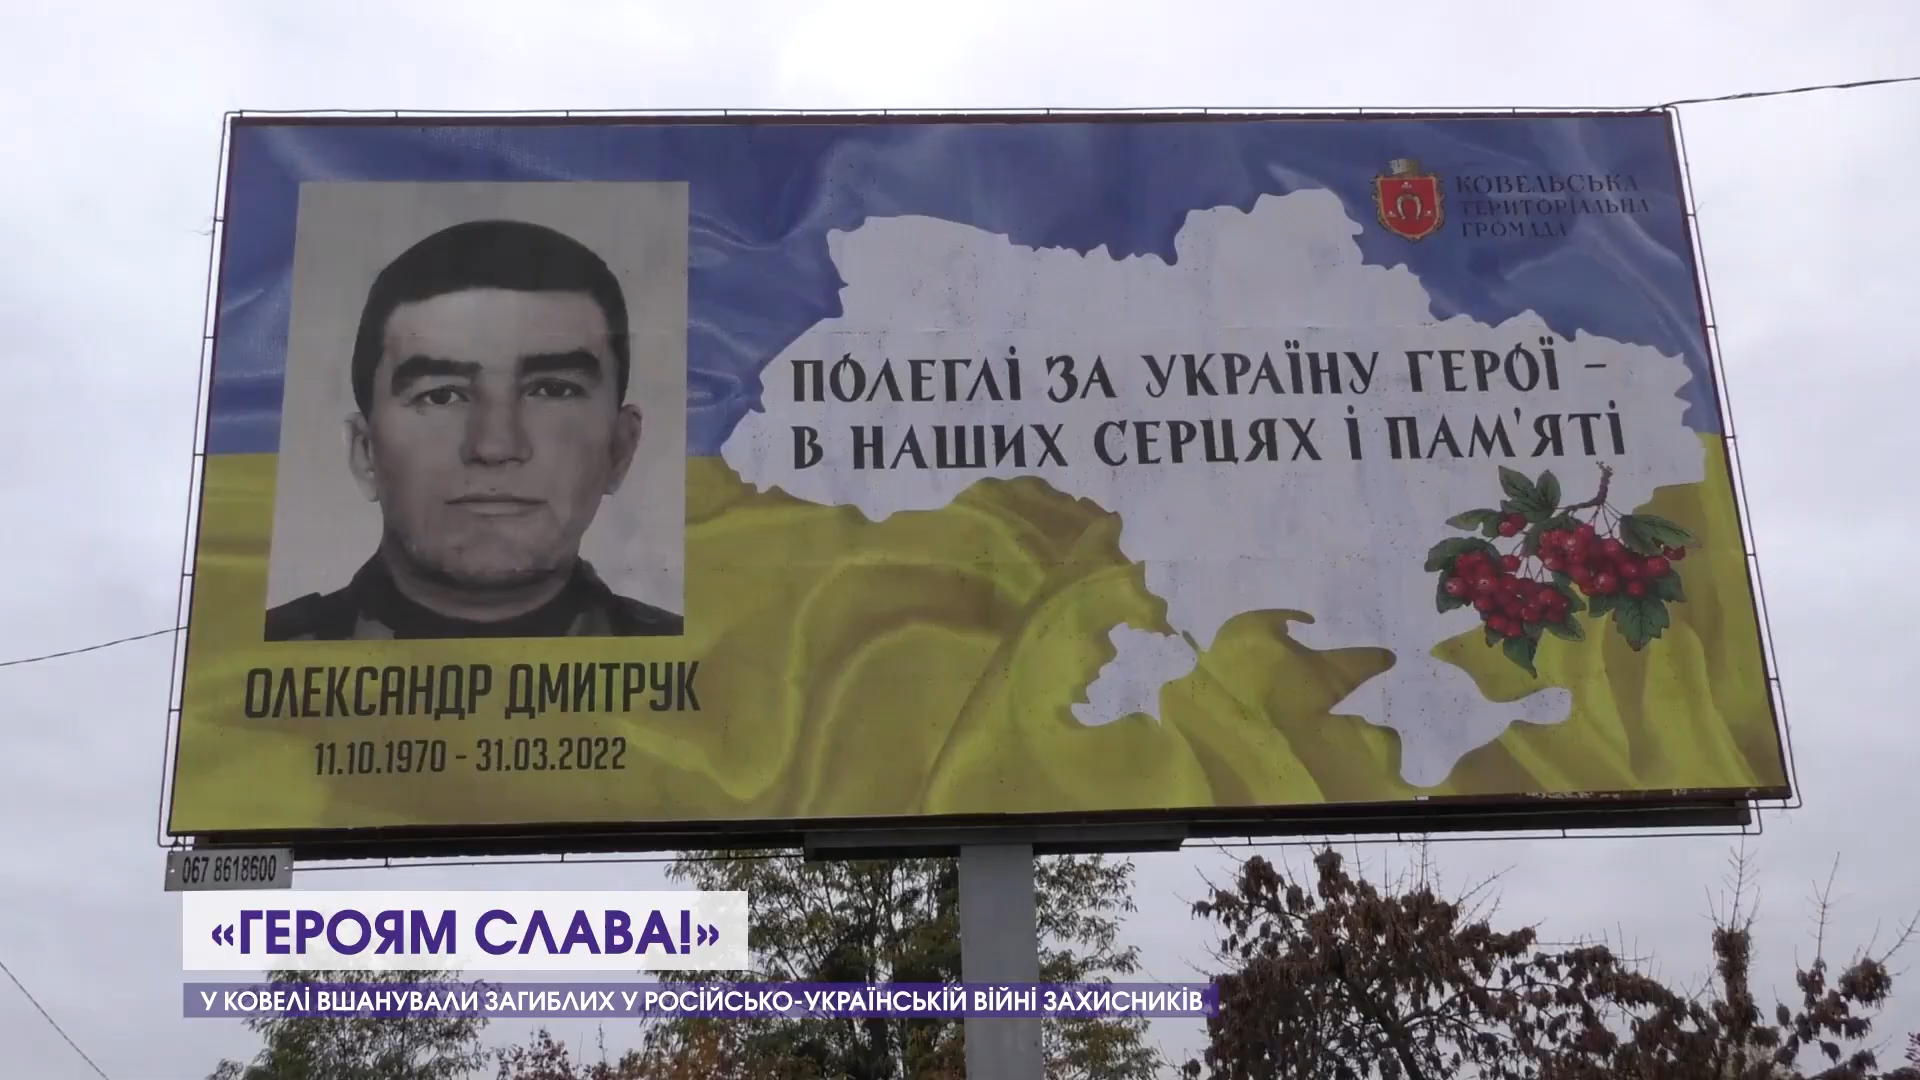 КОВЕЛЬСЬКА
ТЕРИТОРІАЛЬНА
ГРОМАДА
ПОЛЕГЛІ ЗА УКРАЇНУ ГЕРОЇ –
В НАШИХ СЕРЦЯХ І ПАМ'ЯТІ
ОЛЕКСАНДР ДМИТРУК
11.10.1970 - 31.03.2022
067 8618600
«ГЕРОЯМ СЛАВА!»
У КОВЕЛІ ВШАНУВАЛИ ЗАГИБЛИХ У РОСІЙСЬКО-УКРАЇНСЬКІЙ ВІЙНІ ЗАХИСНИКІВ